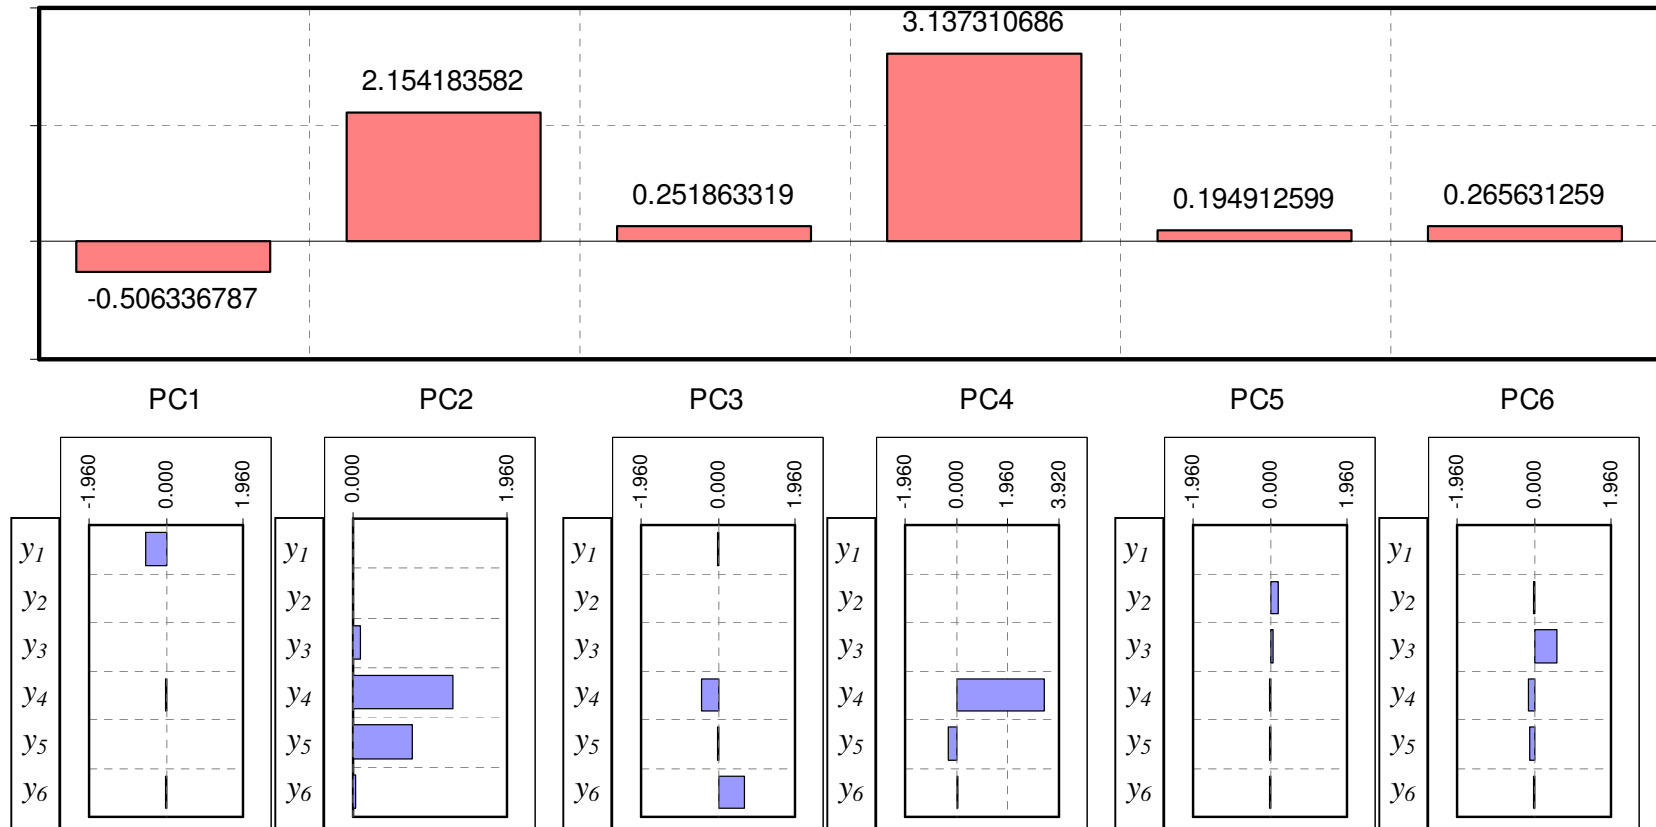 3.137310686
2.154183582
0.251863319
0.194912599
0.265631259
-0.506336787
PC1 PC2 PC3 PC4 PC5 PC6
-1.960 0.000 1.960
0.000 1.960
-1.960 0.000 1.960
-1.960 0.000 1.960 3.920
-1.960 0.000 1.960
-1.960 0.000 1.960
y1 y1 y1 y1 y1 y1
y2 y2 y2 y2 y2 y2
y3 y3 y3 y3 y3 y3
y4 y4 y4 y4 y4 y4
y5 y5 y5 y5 y5 y5
y6 y6 y6 y6 y6 y6